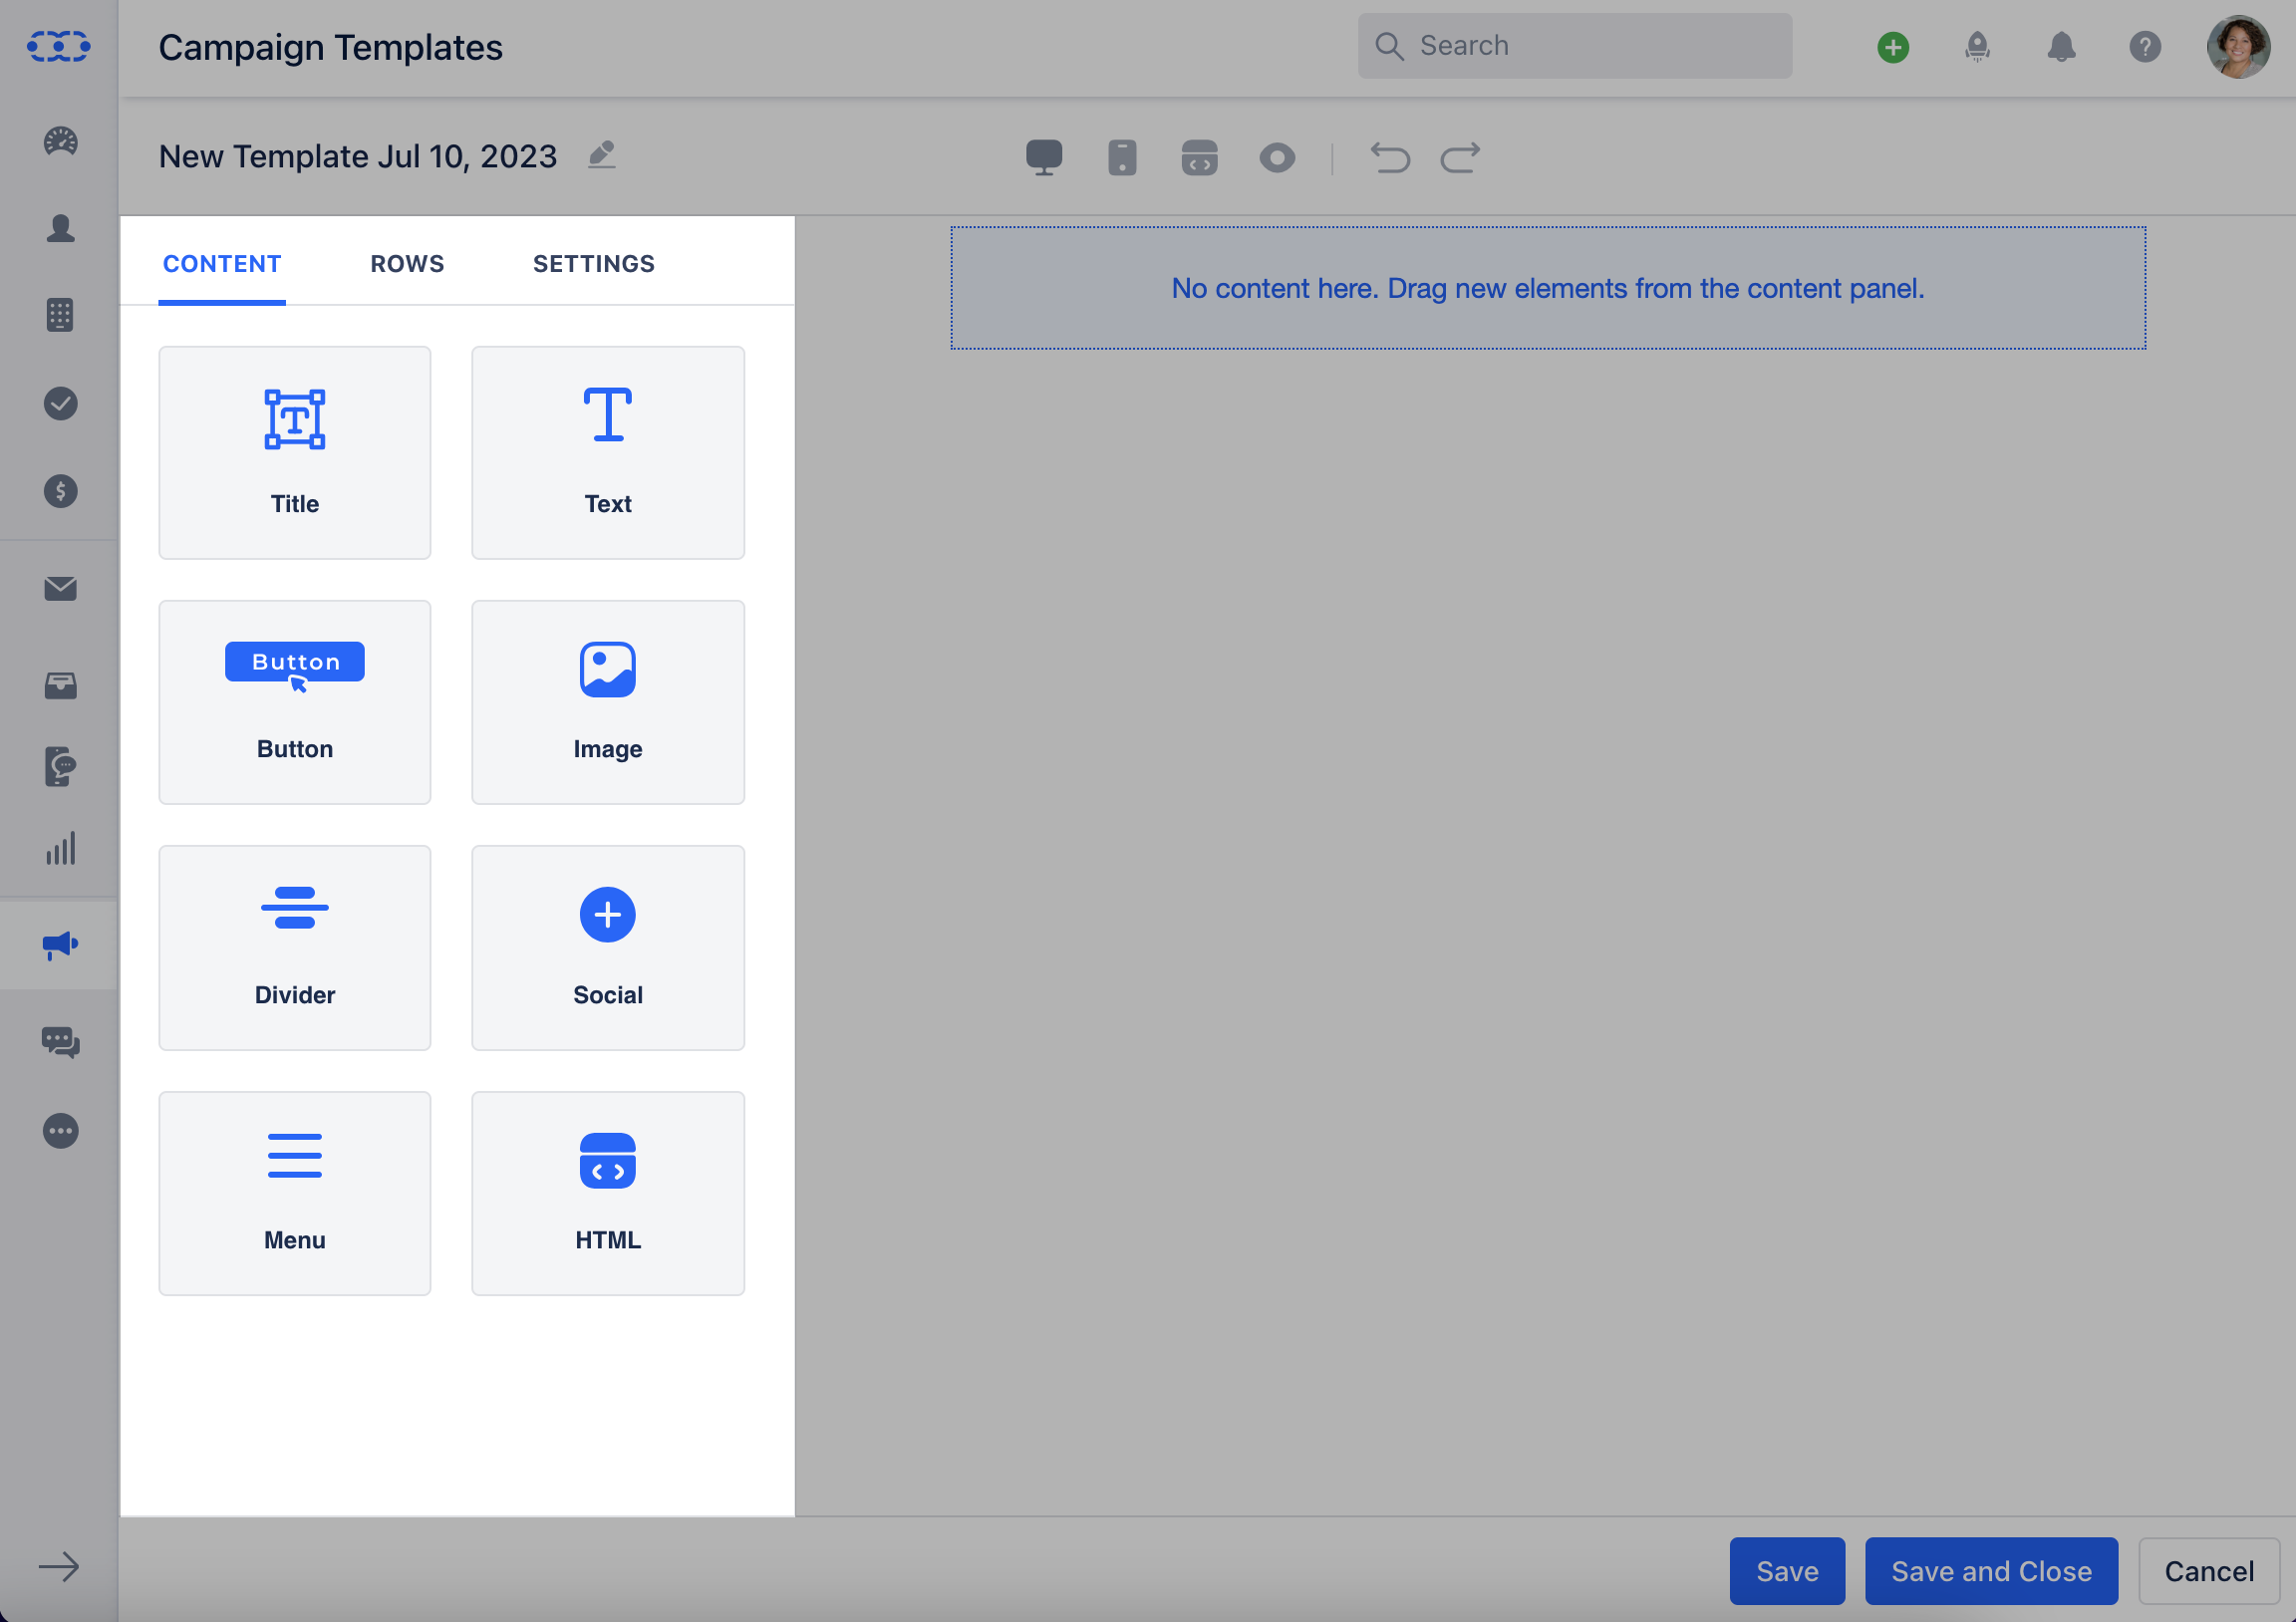 Campaign Templates
Search
New Template Jul 10, 2023
CONTENT ROWS SETTINGS
No content here. Drag new elements from the content panel.
Title Text
Button
Button Image
Divider Social
Menu HTML
Save Save and Close Cancel